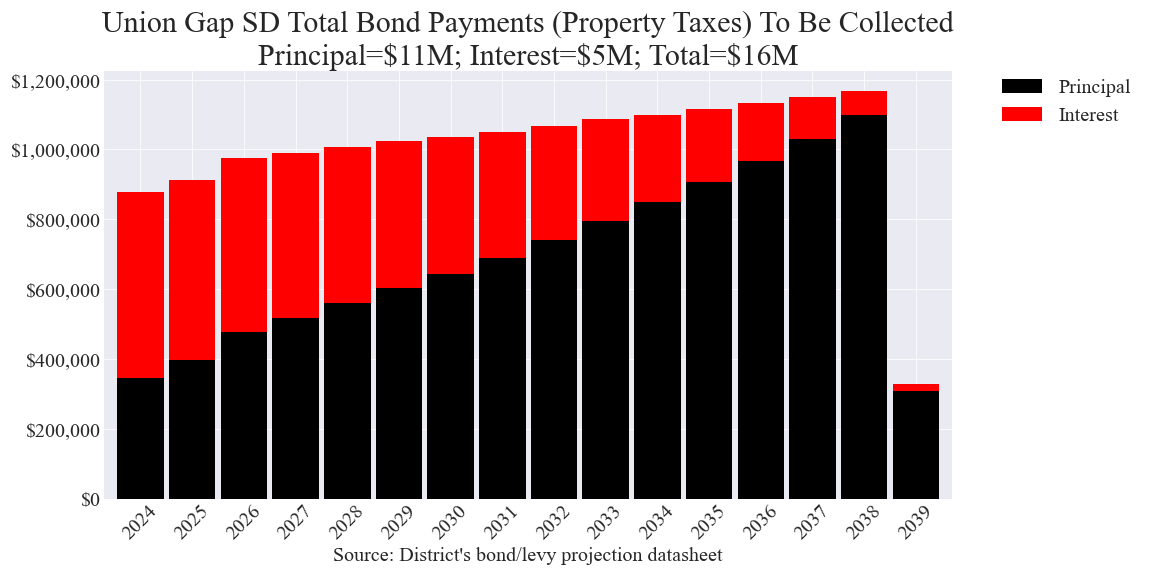 Union Gap SD Total Bond Payments (Property Taxes) To Be Collected
Principal=$11M; Interest=$5M; Total=$16M
$1,200,000
$1,000,000
$800,000
$600,000
$400,000
$200,000
$0
Principal
Interest
2024 2025 2026 2027 2028 2029 2030 2031 2032 2033 2034 2035 2036 2037 2038 2039
Source: District's bond/levy projection datasheet